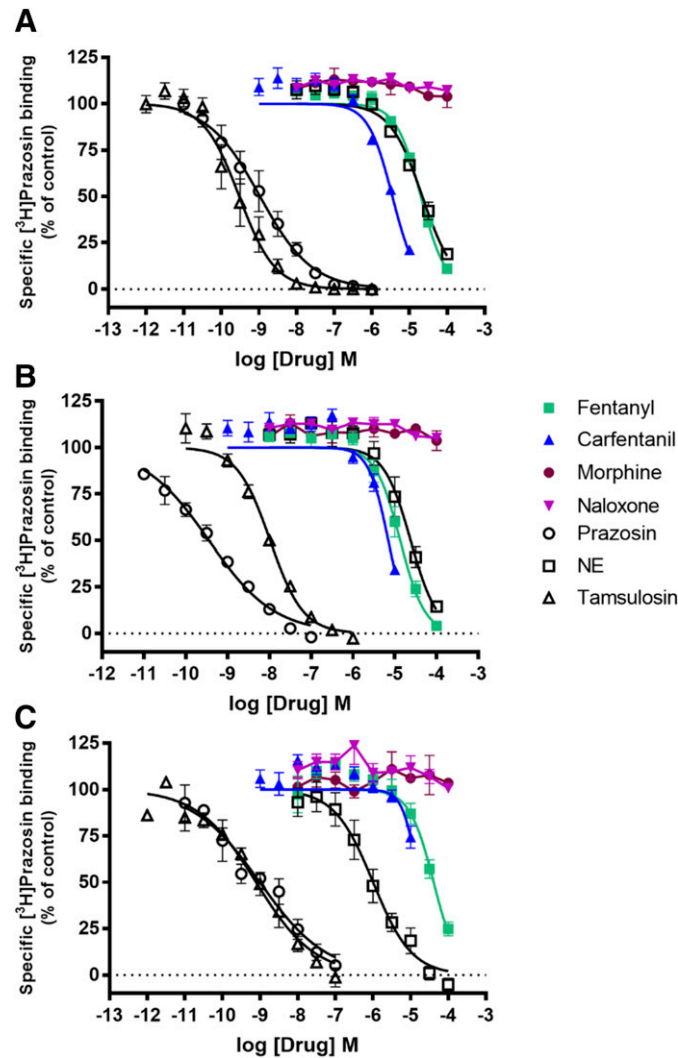 A
125
100
75
50
25
0
Specific [³H]Prazosin binding
(% of control)
-13 -12 -11 -10 -9 -8 -7 -6 -5 -4 -3
log [Drug] M
B
125
100
75
50
25
0
Specific [³H]Prazosin binding
(% of control)
-12 -11 -10 -9 -8 -7 -6 -5 -4 -3
log [Drug] M
Fentanyl
Carfentanil
Morphine
Naloxone
Prazosin
NE
Tamsulosin
C
125
100
75
50
25
0
Specific [³H]Prazosin binding
(% of control)
-13 -12 -11 -10 -9 -8 -7 -6 -5 -4 -3
log [Drug] M